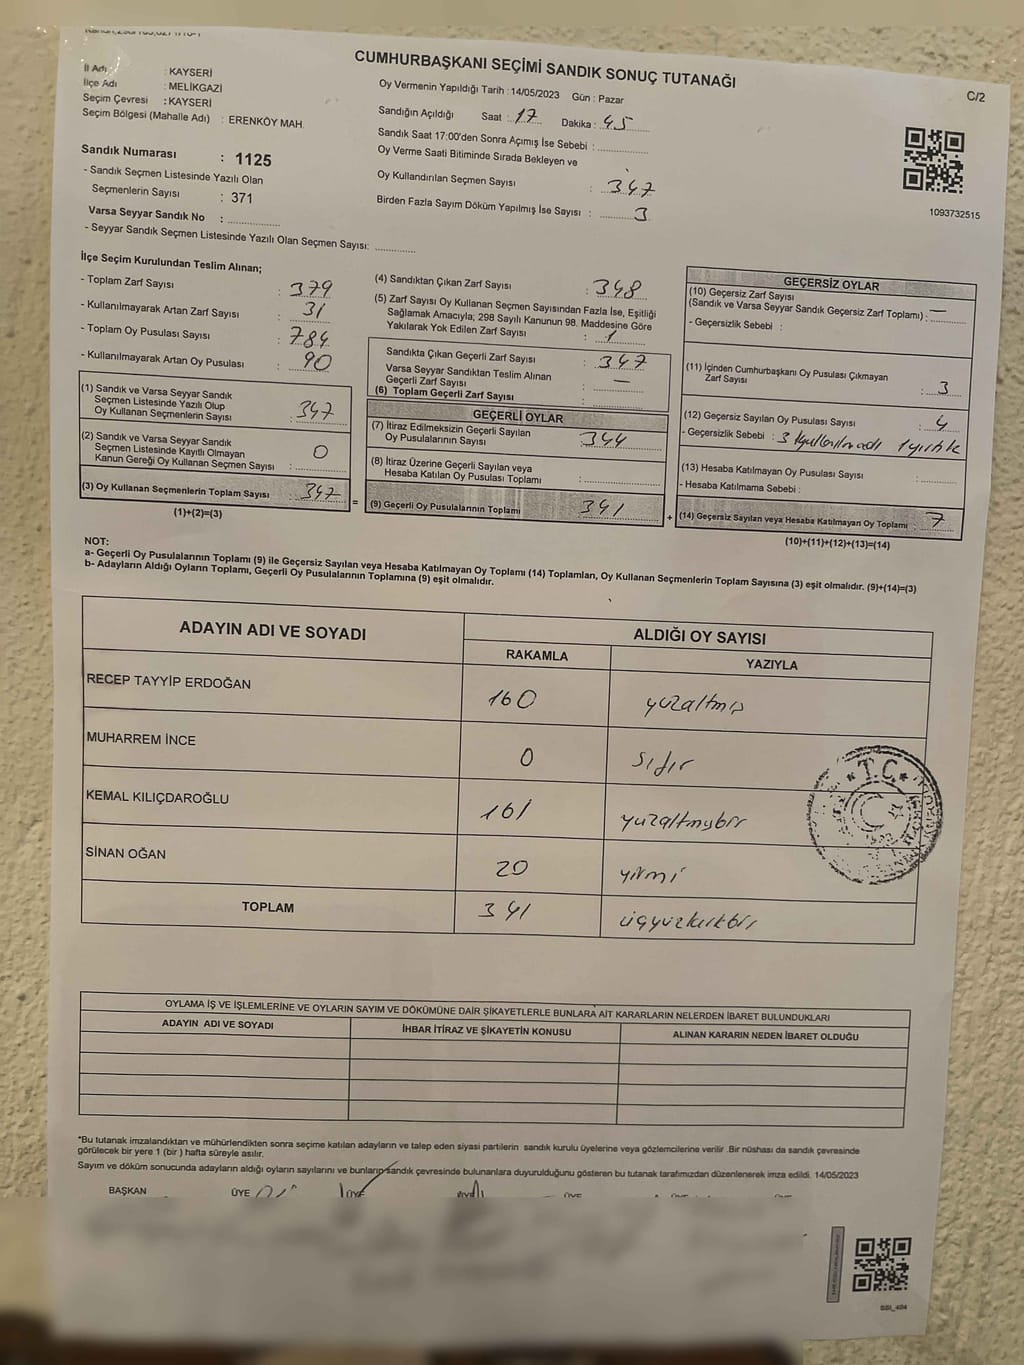 CUMHURBAŞKANI SEÇİMİ SANDIK SONUÇ TUTANAĞI
C/2
İl Adı : KAYSERİ
İlçe Adı : MELİKGAZİ
Seçim Çevresi : KAYSERİ
Seçim Bölgesi (Mahalle Adı) : ERENKÖY MAH.
Sandık Numarası : 1125
- Sandık Seçmen Listesinde Yazılı Olan
Seçmenlerin Sayısı : 371
Varsa Seyyar Sandık No :
- Seyyar Sandık Seçmen Listesinde Yazılı Olan Seçmen Sayısı:
Oy Vermenin Yapıldığı Tarih : 14/05/2023 Gün : Pazar
Sandığın Açıldığı Saat : 17 Dakika : 45
Sandık Saat 17:00'den Sonra Açımış İse Sebebi :
Oy Verme Saati Bitiminde Sırada Bekleyen ve
Oy Kullandırılan Seçmen Sayısı : 347
Birden Fazla Sayım Döküm Yapılmış İse Sayısı : 3
1093732515
İlçe Seçim Kurulundan Teslim Alınan;
- Toplam Zarf Sayısı : 379
- Kullanılmayarak Artan Zarf Sayısı : 31
- Toplam Oy Pusulası Sayısı : 784
- Kullanılmayarak Artan Oy Pusulası : 90
(1) Sandık ve Varsa Seyyar Sandık
Seçmen Listesinde Yazılı Olup
Oy Kullanan Seçmenlerin Sayısı : 347
(2) Sandık ve Varsa Seyyar Sandık
Seçmen Listesinde Kayıtlı Olmayan
Kanun Gereği Oy Kullanan Seçmen Sayısı : 0
(3) Oy Kullanan Seçmenlerin Toplam Sayısı : 347
(1)+(2)=(3)
=
(4) Sandıktan Çıkan Zarf Sayısı : 348
(5) Zarf Sayısı Oy Kullanan Seçmen Sayısından Fazla İse, Eşitliği
Sağlamak Amacıyla; 298 Sayılı Kanunun 98. Maddesine Göre
Yakılarak Yok Edilen Zarf Sayısı : 1
Sandıkta Çıkan Geçerli Zarf Sayısı : 347
Varsa Seyyar Sandıktan Teslim Alınan
Geçerli Zarf Sayısı : —
(6) Toplam Geçerli Zarf Sayısı :
GEÇERLİ OYLAR
(7) İtiraz Edilmeksizin Geçerli Sayılan
Oy Pusulalarının Sayısı : 344
(8) İtiraz Üzerine Geçerli Sayılan veya
Hesaba Katılan Oy Pusulası Toplamı :
(9) Geçerli Oy Pusulalarının Toplamı : 341
+
GEÇERSİZ OYLAR
(10) Geçersiz Zarf Sayısı
(Sandık ve Varsa Seyyar Sandık Geçersiz Zarf Toplamı) : —
- Geçersizlik Sebebi :
(11) İçinden Cumhurbaşkanı Oy Pusulası Çıkmayan
Zarf Sayısı : 3
(12) Geçersiz Sayılan Oy Pusulası Sayısı : 4
- Geçersizlik Sebebi : 3 kullanılmadı 1 yırtık
(13) Hesaba Katılmayan Oy Pusulası Sayısı :
- Hesaba Katılmama Sebebi :
(14) Geçersiz Sayılan veya Hesaba Katılmayan Oy Toplamı : 7
(10)+(11)+(12)+(13)=(14)
NOT:
a- Geçerli Oy Pusulalarının Toplamı (9) ile Geçersiz Sayılan veya Hesaba Katılmayan Oy Toplamı (14) Toplamları, Oy Kullanan Seçmenlerin Toplam Sayısına (3) eşit olmalıdır. (9)+(14)=(3)
b- Adayların Aldığı Oyların Toplamı, Geçerli Oy Pusulalarının Toplamına (9) eşit olmalıdır.
ADAYIN ADI VE SOYADI
ALDIĞI OY SAYISI
RAKAMLA YAZIYLA
RECEP TAYYİP ERDOĞAN 160 yüzaltmış
MUHARREM İNCE 0 sıfır
KEMAL KILIÇDAROĞLU 161 yüzaltmışbir
SİNAN OĞAN 20 yirmi
TOPLAM 341 üçyüzkırkbir
T.C.
OYLAMA İŞ VE İŞLEMLERİNE VE OYLARIN SAYIM VE DÖKÜMÜNE DAİR ŞİKAYETLERLE BUNLARA AİT KARARLARIN NELERDEN İBARET BULUNDUKLARI
ADAYIN ADI VE SOYADI İHBAR İTİRAZ VE ŞİKAYETİN KONUSU ALINAN KARARIN NEDEN İBARET OLDUĞU
*Bu tutanak imzalandıktan ve mühürlendikten sonra seçime katılan adayların ve talep eden siyasi partilerin sandık kurulu üyelerine veya gözlemcilerine verilir. Bir nüshası da sandık çevresinde
görülecek bir yere 1 (bir) hafta süreyle asılır.
Sayım ve döküm sonucunda adayların aldığı oyların sayılarını ve bunların sandık çevresinde bulunanlara duyurulduğunu gösteren bu tutanak tarafımızdan düzenlenerek imza edildi. 14/05/2023
BAŞKAN ÜYE ÜYE